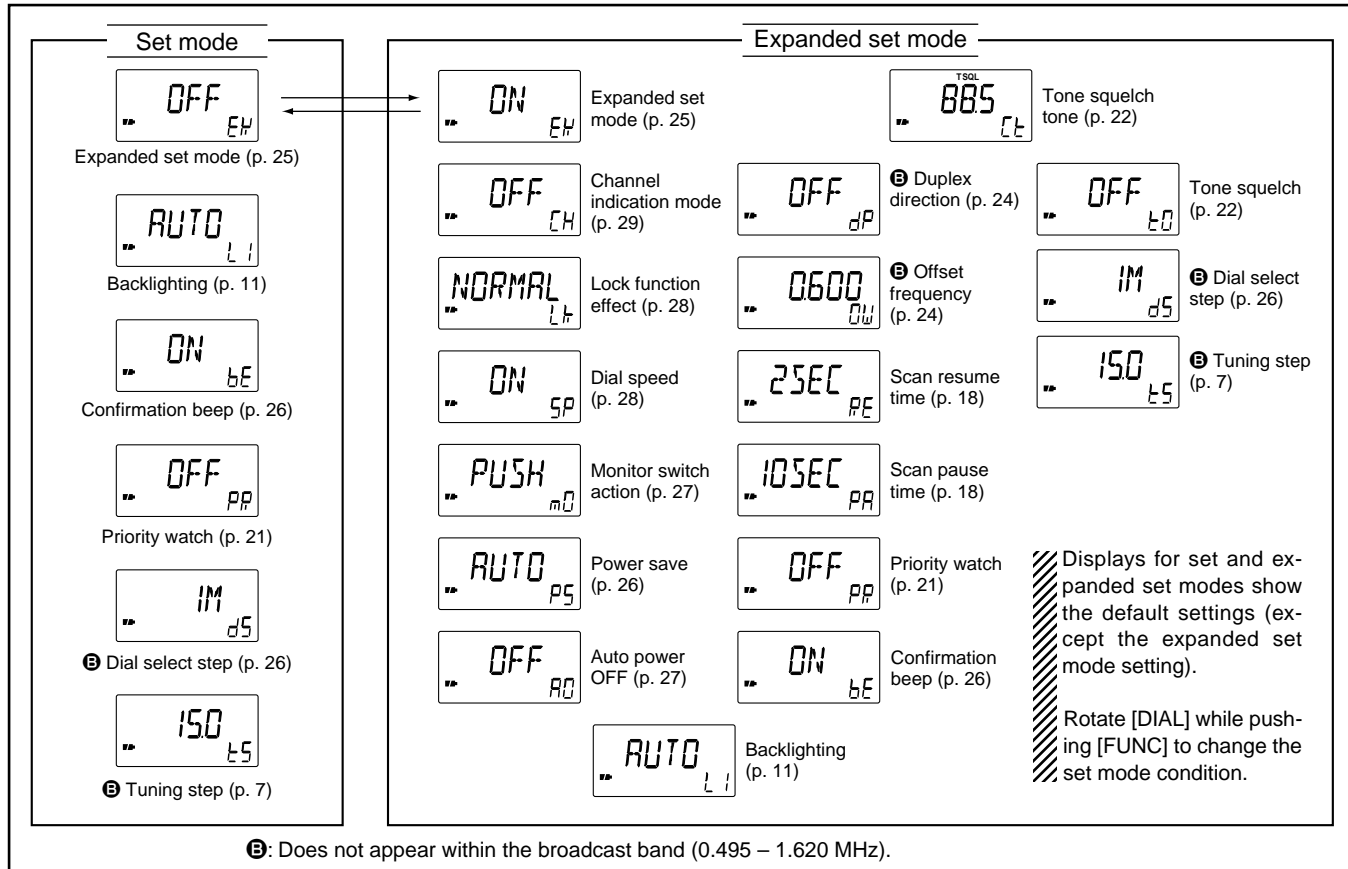 Set mode
OFF
EX
Expanded set mode (p. 25)
AUTO
LI
Backlighting (p. 11)
ON
bE
Confirmation beep (p. 26)
OFF
PR
Priority watch (p. 21)
1M
dS
B Dial select step (p. 26)
15.0
tS
B Tuning step (p. 7)
Expanded set mode
ON
EX
Expanded set
mode (p. 25)
OFF
CH
Channel
indication mode
(p. 29)
NORMAL
LK
Lock function
effect (p. 28)
ON
SP
Dial speed
(p. 28)
PUSH
mO
Monitor switch
action (p. 27)
AUTO
PS
Power save
(p. 26)
OFF
AO
Auto power
OFF (p. 27)
AUTO
LI
Backlighting
(p. 11)
OFF
dP
B Duplex
direction (p. 24)
0.600
OW
B Offset
frequency
(p. 24)
2SEC
RE
Scan resume
time (p. 18)
10SEC
PA
Scan pause
time (p. 18)
OFF
PR
Priority watch
(p. 21)
ON
bE
Confirmation
beep (p. 26)
TSQL
88.5
Ct
Tone squelch
tone (p. 22)
OFF
tO
Tone squelch
(p. 22)
1M
dS
B Dial select
step (p. 26)
15.0
tS
B Tuning step
(p. 7)
Displays for set and ex-
panded set modes show
the default settings (ex-
cept the expanded set
mode setting).
Rotate [DIAL] while push-
ing [FUNC] to change the
set mode condition.
B: Does not appear within the broadcast band (0.495 – 1.620 MHz).